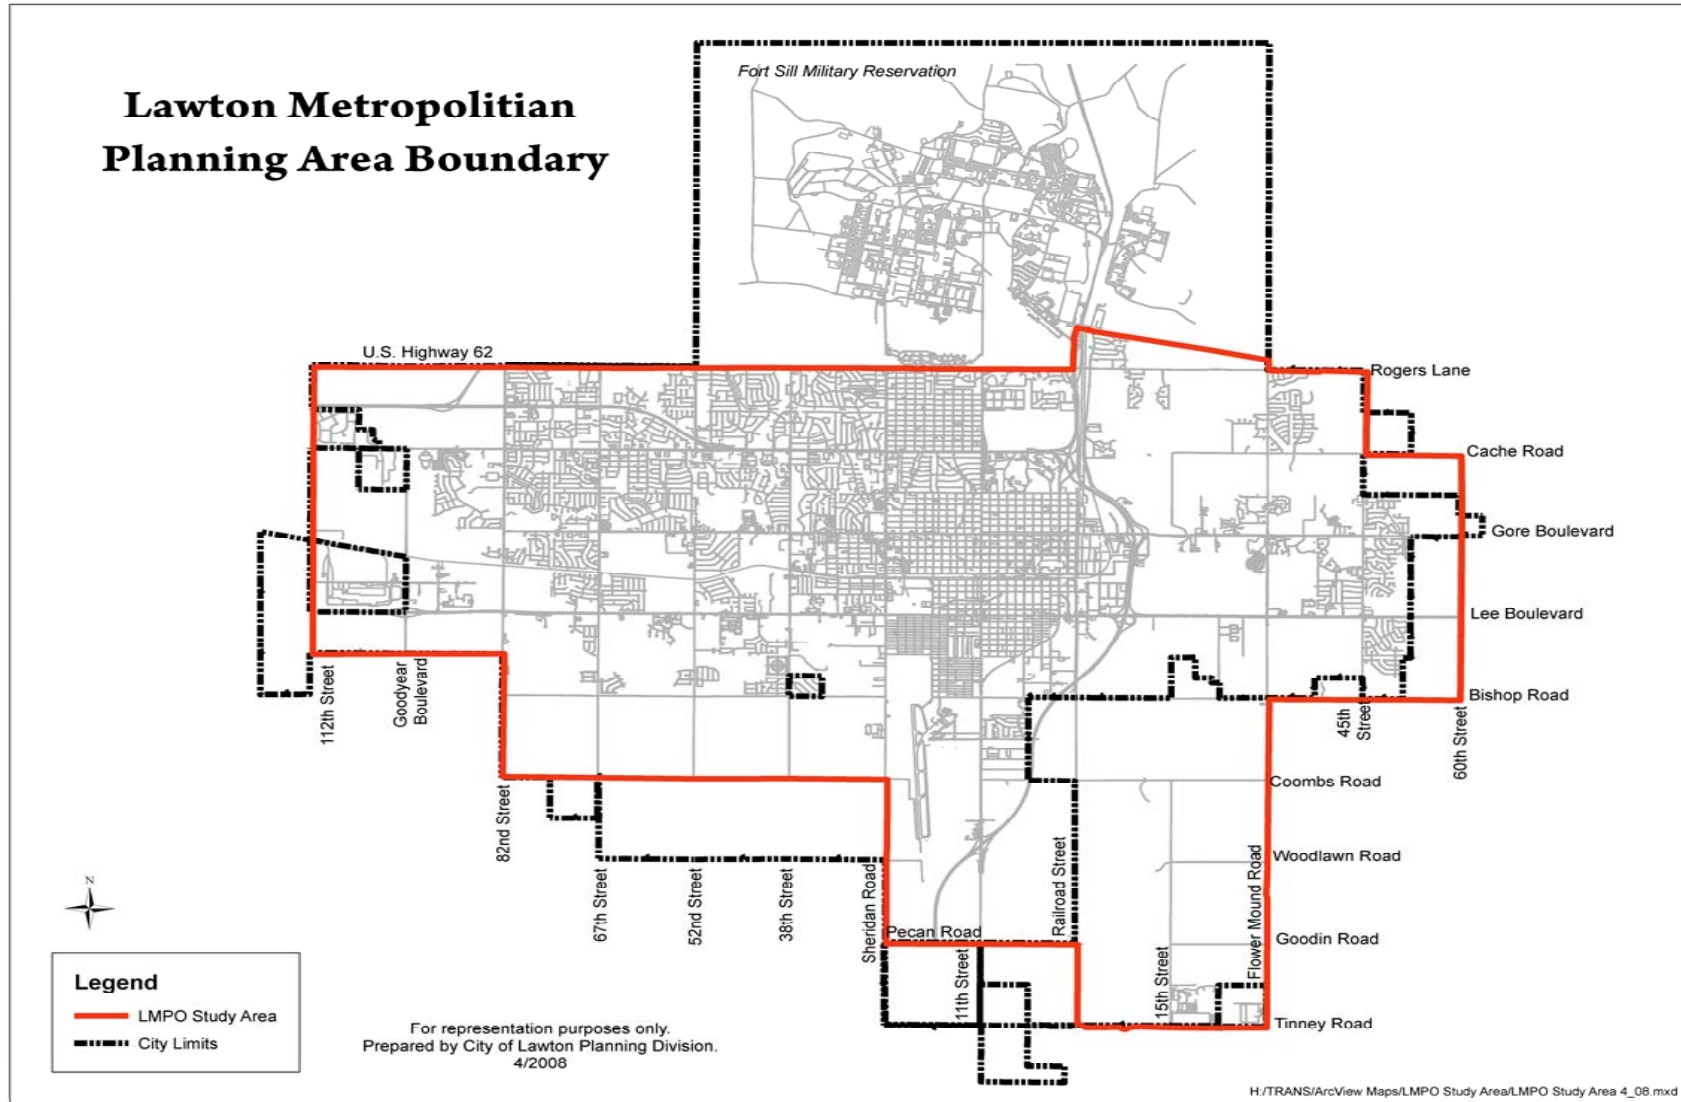 Lawton Metropolitian
Planning Area Boundary
Fort Sill Military Reservation
U.S. Highway 62
Rogers Lane
Cache Road
Gore Boulevard
Lee Boulevard
Bishop Road
112th Street
Goodyear
Boulevard
45th
Street
60th Street
Coombs Road
82nd Street
67th Street
52nd Street
38th Street
Sheridan Road
Railroad Street
Woodlawn Road
Flower Mound Road
Pecan Road
Goodin Road
11th Street
15th Street
Tinney Road
N
Legend
LMPO Study Area
City Limits
For representation purposes only.
Prepared by City of Lawton Planning Division.
4/2008
H:/TRANS/ArcView Maps/LMPO Study Area/LMPO Study Area 4_08.mxd